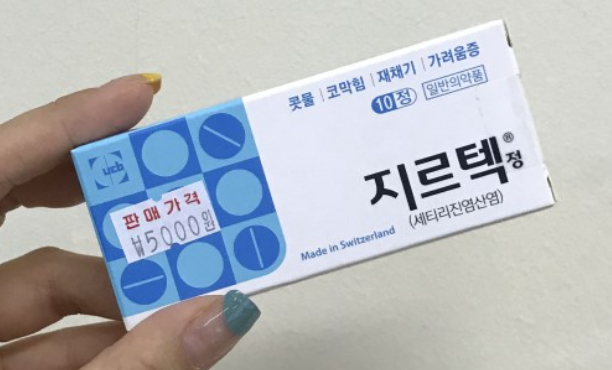 콧물 | 코막힘 | 재채기 | 가려움증
10정 일반의약품
ucb
지르텍® 정
(세티리진염산염)
판매가격
₩5000원
Made in Switzerland